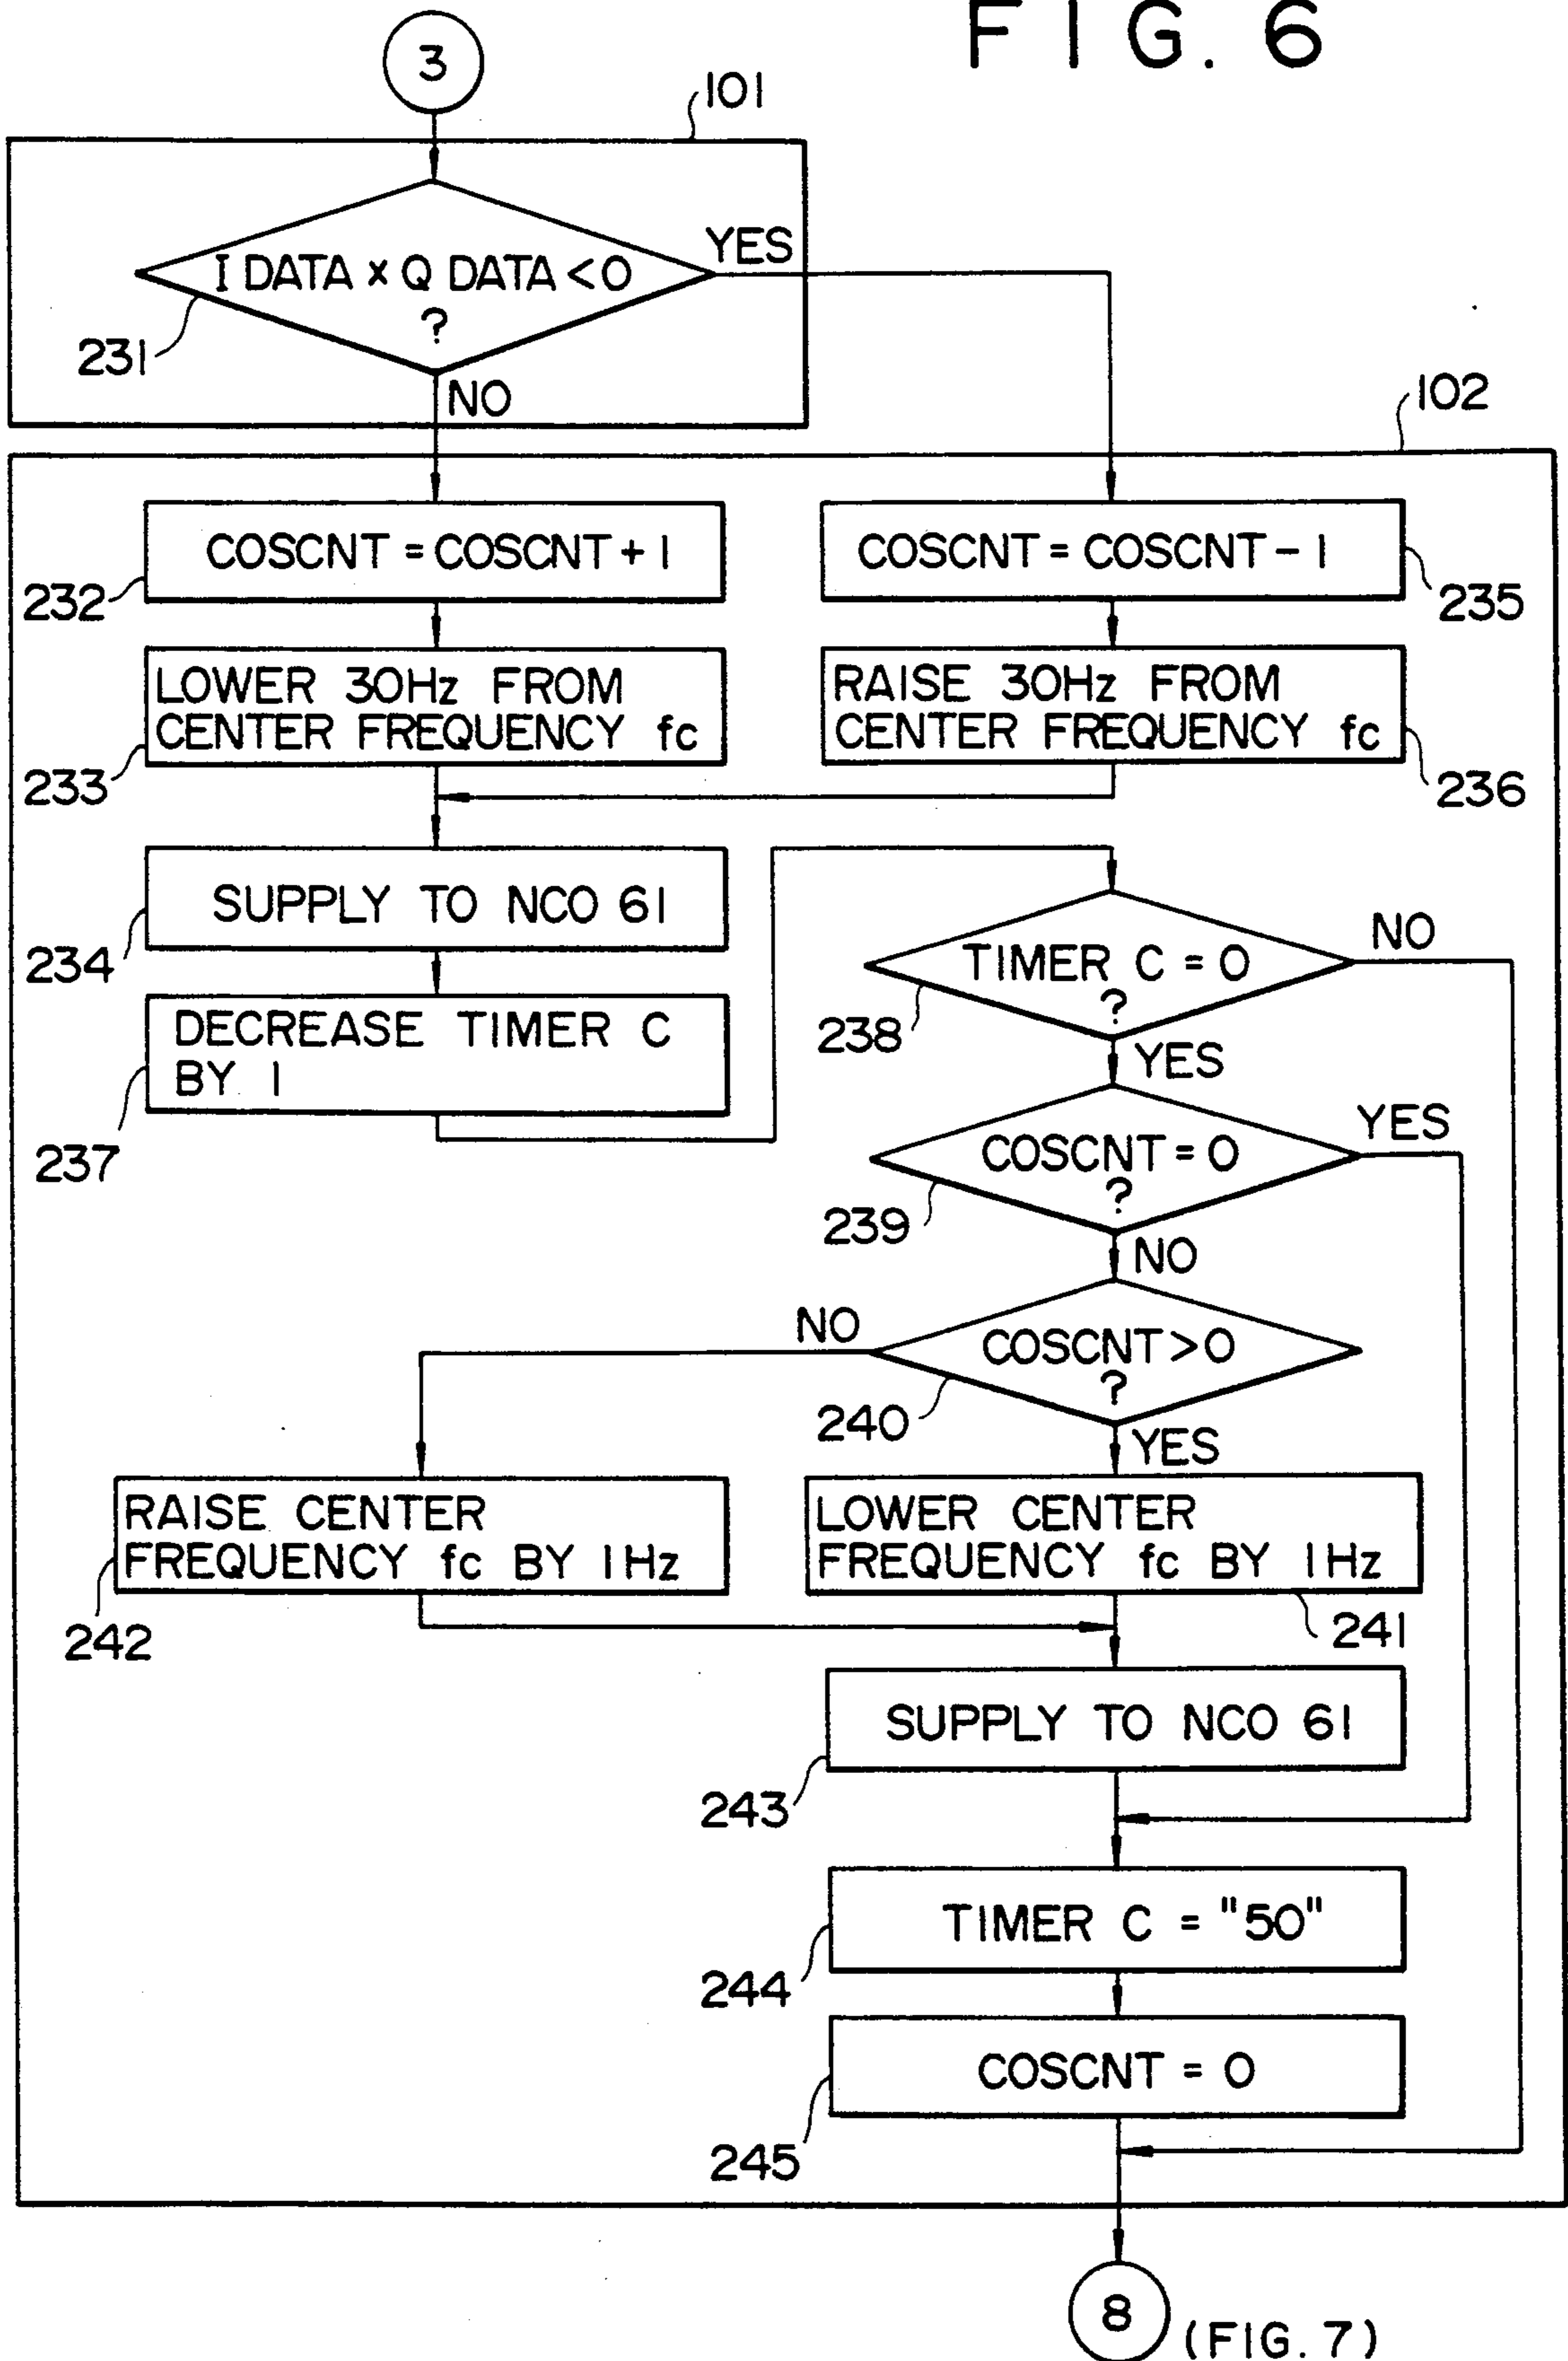 FIG. 6
3
101
I DATA x Q DATA < 0
?
YES
231
NO
102
COSCNT = COSCNT + 1
232
COSCNT = COSCNT - 1
235
LOWER 30Hz FROM
CENTER FREQUENCY fc
233
RAISE 30Hz FROM
CENTER FREQUENCY fc
236
SUPPLY TO NCO 61
234
DECREASE TIMER C
BY 1
237
TIMER C = 0
?
NO
238
YES
COSCNT = 0
?
YES
239
NO
COSCNT > 0
?
NO
240
YES
RAISE CENTER
FREQUENCY fc BY 1Hz
242
LOWER CENTER
FREQUENCY fc BY 1Hz
241
SUPPLY TO NCO 61
243
TIMER C = "50"
244
COSCNT = 0
245
8
(FIG. 7)